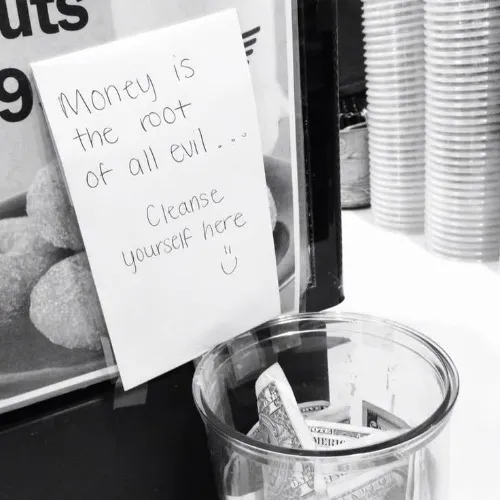 uts
9
Money is
the root
of all evil...
Cleanse
yourself here